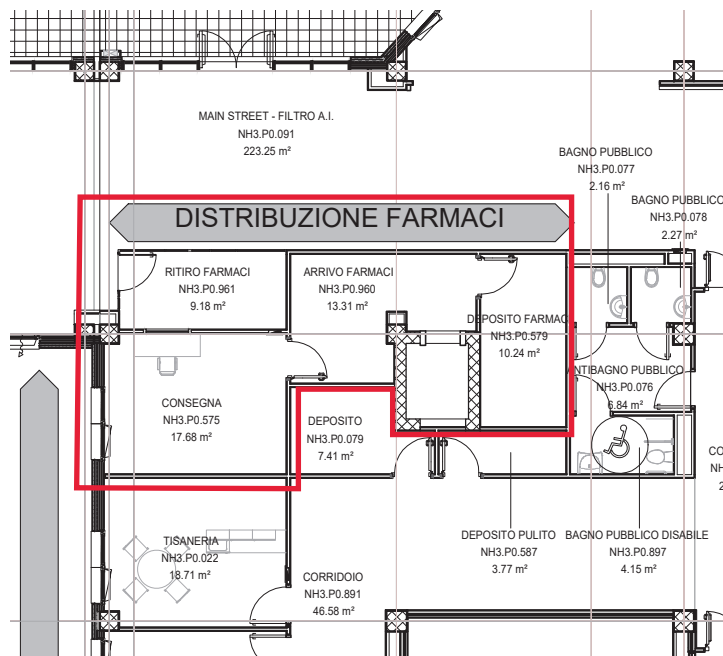 MAIN STREET - FILTRO A.I.
NH3.P0.091
223.25 m²
BAGNO PUBBLICO
NH3.P0.077
2.16 m²
BAGNO PUBBLICO
NH3.P0.078
2.27 m²
DISTRIBUZIONE FARMACI
RITIRO FARMACI
NH3.P0.961
9.18 m²
ARRIVO FARMACI
NH3.P0.960
13.31 m²
DEPOSITO FARMAC
NH3.P0.579
10.24 m²
ANTIBAGNO PUBBLICO
NH3.P0.076
6.84 m²
CONSEGNA
NH3.P0.575
17.68 m²
DEPOSITO
NH3.P0.079
7.41 m²
CO
NH
2
TISANERIA
NH3.P0.022
18.71 m²
CORRIDOIO
NH3.P0.891
46.58 m²
DEPOSITO PULITO
NH3.P0.587
3.77 m²
BAGNO PUBBLICO DISABILE
NH3.P0.897
4.15 m²